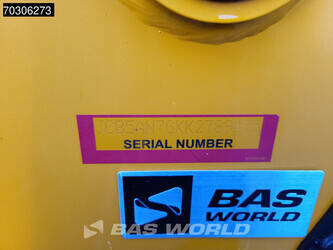 70306273
SERIAL NUMBER
BAS
WORLD
BAS WORLD